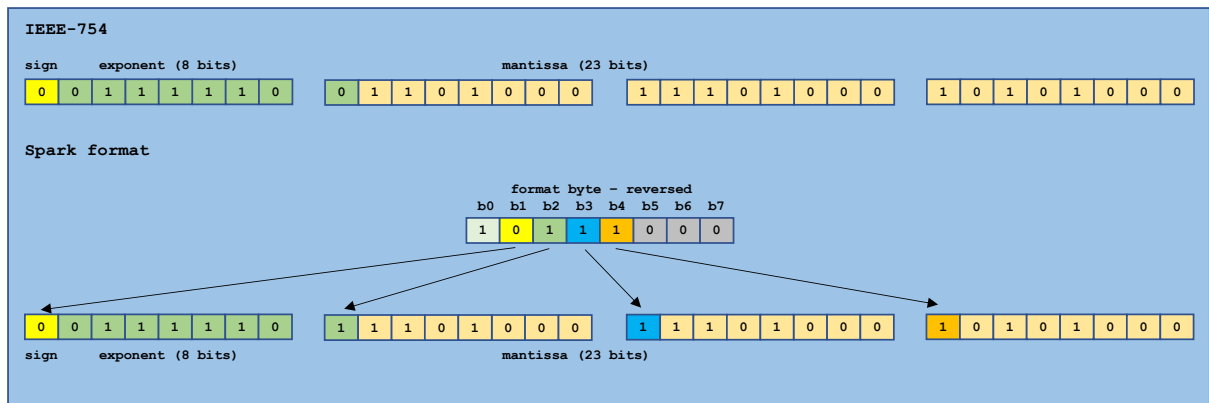 IEEE-754
sign exponent (8 bits) mantissa (23 bits)
0 0 1 1 1 1 1 0 0 1 1 0 1 0 0 0 1 1 1 0 1 0 0 0 1 0 1 0 1 0 0 0
Spark format
format byte – reversed
b0 b1 b2 b3 b4 b5 b6 b7
1 0 1 1 1 0 0 0
0 0 1 1 1 1 1 0 1 1 1 0 1 0 0 0 1 1 1 0 1 0 0 0 1 0 1 0 1 0 0 0
sign exponent (8 bits) mantissa (23 bits)